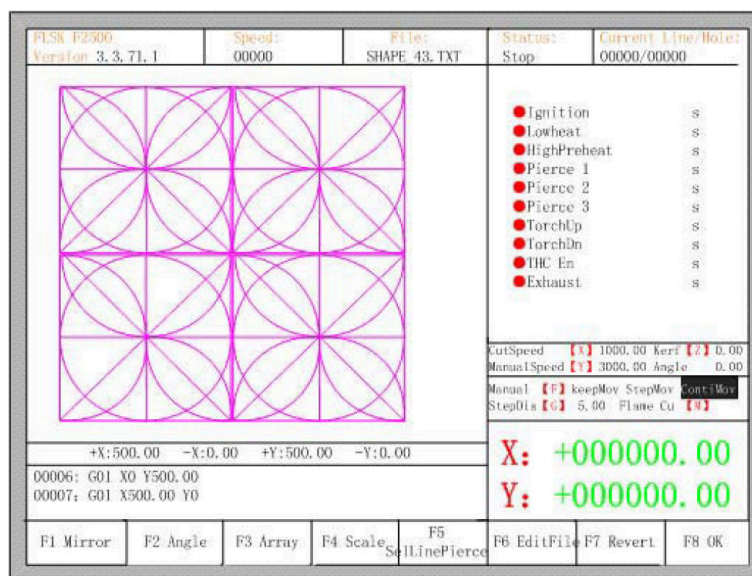 FLSK F2500
Version 3.3.71.1
Speed:
00000
File:
SHAPE 43.TXT
Status:
Stop
Current Line/Hole:
00000/00000
Ignition s
Lowheat s
HighPreheat s
Pierce 1 s
Pierce 2 s
Pierce 3 s
TorchUp s
TorchDn s
THC En s
Exhaust s
CutSpeed 【X】 1000.00 Kerf 【Z】 0.00
ManualSpeed 【Y】 3000.00 Angle 0.00
Manual 【F】 keepMov StepMov ContiMov
StepDis 【G】 5.00 Flame Cu 【M】
+X:500.00 -X:0.00 +Y:500.00 -Y:0.00
00006: G01 X0 Y500.00
00007: G01 X500.00 Y0
X: +000000.00
Y: +000000.00
F1 Mirror
F2 Angle
F3 Array
F4 Scale
F5
SelLinePierce
F6 EditFile
F7 Revert
F8 OK